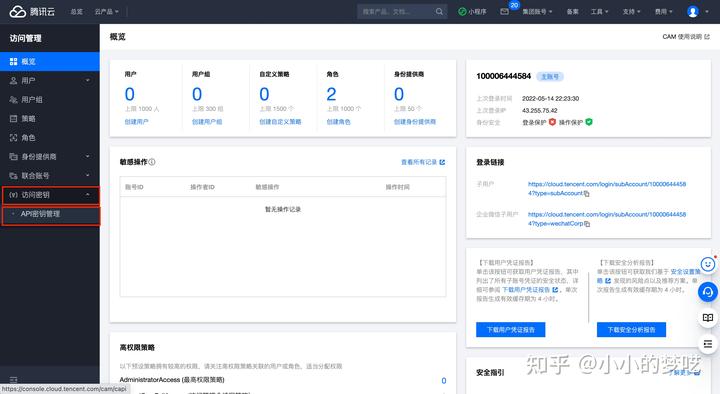 腾讯云
总览
云产品
搜索产品、文档...
小程序
20
集团账号
备案
工具
支持
费用
访问管理
概览
用户
用户组
策略
角色
身份提供商
联合账号
访问密钥
API密钥管理
概览
CAM 使用说明
用户
0
上限 1000 人
创建用户
用户组
0
上限 300 组
创建用户组
自定义策略
0
上限 1500 个
创建自定义策略
角色
2
上限 1000 个
创建角色
身份提供商
0
上限 50 个
创建身份提供商
敏感操作
查看所有记录
账号ID
操作者ID
敏感操作
操作时间
暂无操作记录
高权限策略
以下预设策略拥有较高的权限，请关注高权限策略关联的用户或角色，适当分配权限
AdministratorAccess (最高权限策略)
0
100006444584
主账号
上次登录时间
2022-05-14 22:23:30
上次登录IP
43.255.75.42
身份安全
登录保护
操作保护
登录链接
子用户
https://cloud.tencent.com/login/subAccount/10000644458
4?type=subAccount
企业微信子用户
https://cloud.tencent.com/login/subAccount/10000644458
4?type=wechatCorp
【下载用户凭证报告】
单击该按钮可获取用户凭证报告，其中
列出了所有子账号凭证的安全状态，详
细可参阅 下载用户凭证报告 。单次
报告生成有效缓存期为 4 小时。
下载用户凭证报告
【下载安全分析报告】
单击该按钮可获取我们基于 安全设置策
略 发现的风险点以及推荐方案。单
次报告生成有效缓存期为 4 小时。
下载安全分析报告
安全指引
了解更多
知乎 @小小的梦呓
https://console.cloud.tencent.com/cam/capi